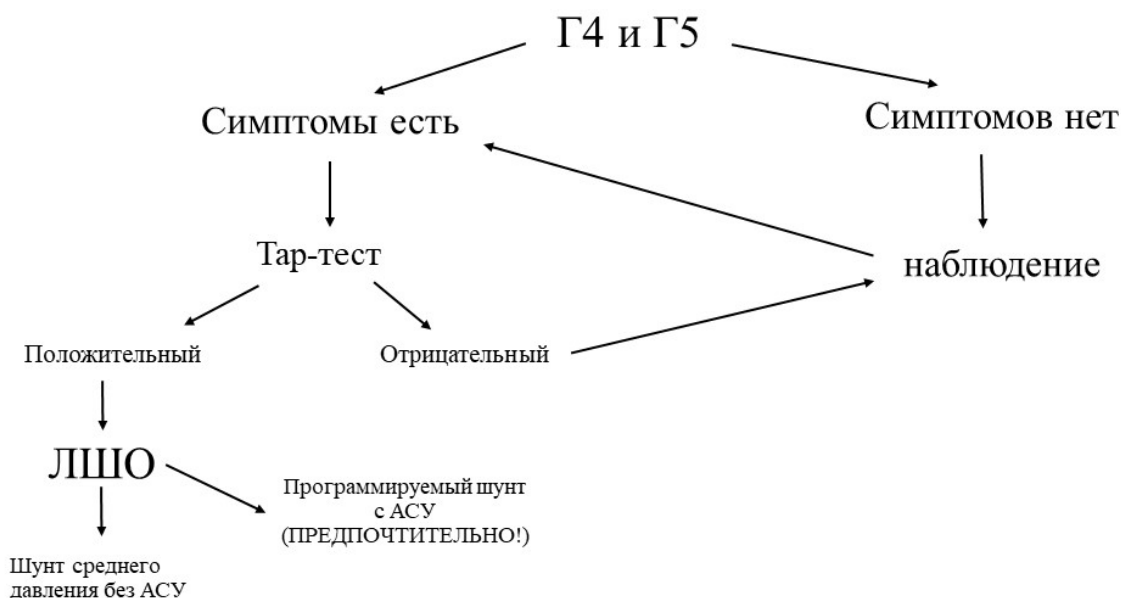 Г4 и Г5
Симптомы есть
Симптомов нет
Тар-тест
наблюдение
Положительный
Отрицательный
ЛШО
Программируемый шунт
с АСУ
(ПРЕДПОЧТИТЕЛЬНО!)
Шунт среднего
давления без АСУ